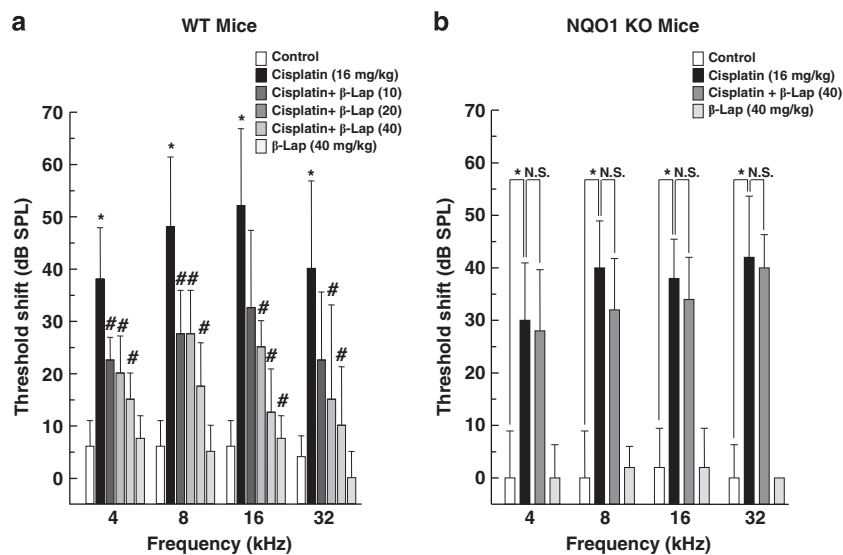 a
WT Mice
Control
Cisplatin (16 mg/kg)
Cisplatin+ β-Lap (10)
Cisplatin+ β-Lap (20)
Cisplatin+ β-Lap (40)
β-Lap (40 mg/kg)
Threshold shift (dB SPL)
70
60
50
40
30
20
10
0
* * * *
# # # ## # # # # # #
4 8 16 32
Frequency (kHz)
b
NQO1 KO Mice
Control
Cisplatin (16 mg/kg)
Cisplatin + β-Lap (40)
β-Lap (40 mg/kg)
Threshold shift (dB SPL)
70
60
50
40
30
20
10
0
* N.S. * N.S. * N.S. * N.S.
4 8 16 32
Frequency (kHz)